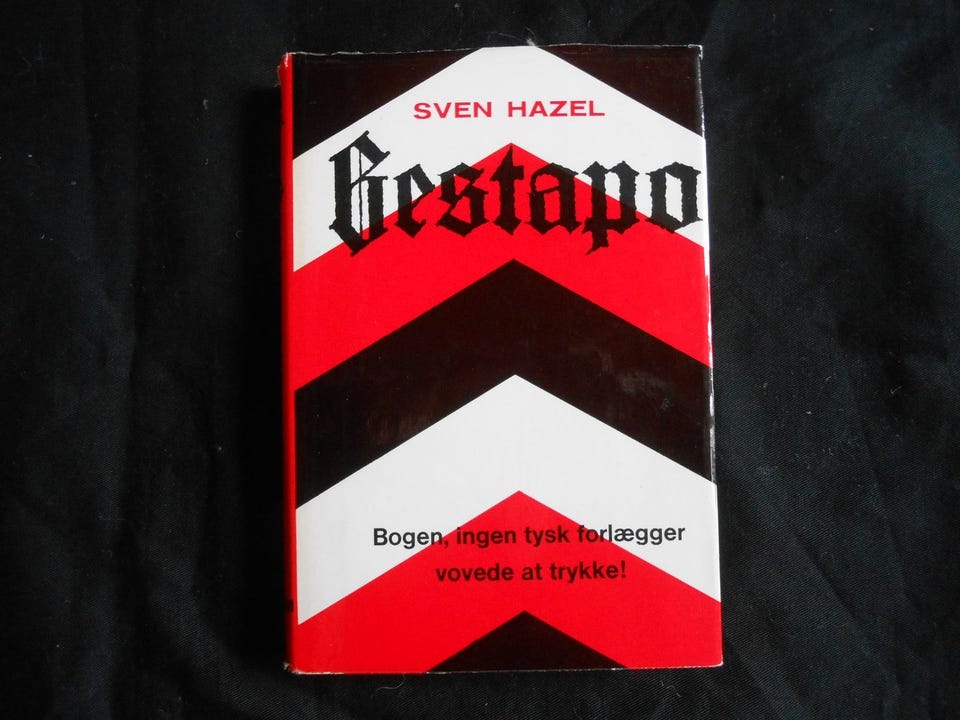 SVEN HAZEL
Gestapo
Bogen, ingen tysk forlægger
vovede at trykke!